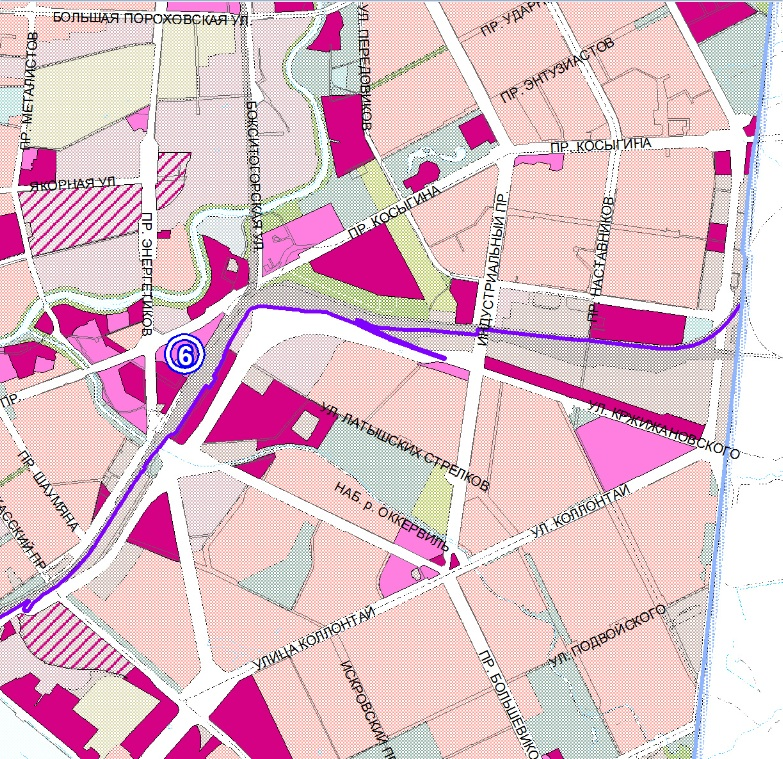 БОЛЬШАЯ ПОРОХОВСКАЯ УЛ.
ПР. МЕТАЛИСТОВ
УЛ. ПЕРЕДОВИКОВ
ПР. ЭНТУЗИАСТОВ
БОКСИТОГОРСКАЯ УЛ.
ПР. КОСЫГИНА
ЯКОРНАЯ УЛ.
ПР. КОСЫГИНА
ПР. ЭНЕРГЕТИКОВ
ИНДУСТРИАЛЬНЫЙ ПР.
ПР. НАСТАВНИКОВ
6
ПР.
УЛ. ЛАТЫШСКИХ СТРЕЛКОВ
УЛ. КРЖИЖАНОВСКОГО
ПР. ШАУМЯНА
НАБ. р. ОККЕРВИЛЬ
УЛ. КОЛЛОНТАЙ
УЛИЦА КОЛЛОНТАЙ
УЛ. ПОДВОЙСКОГО
ИСКРОВСКИЙ ПР
ПР. БОЛЬШЕВИКО